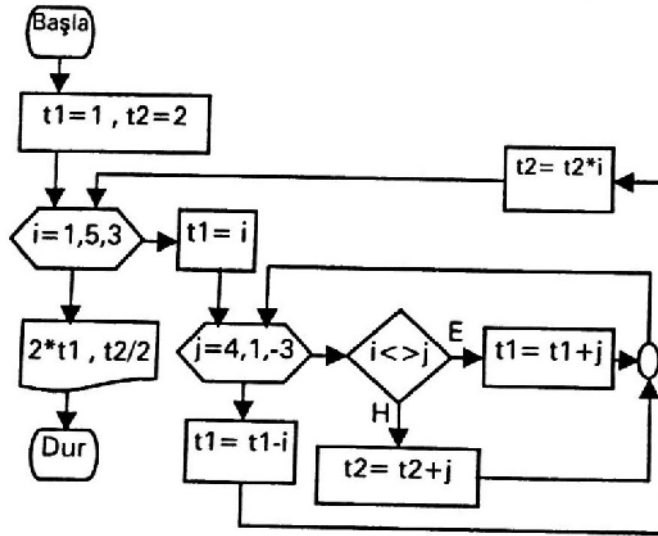 Başla
t1=1 , t2=2
t2= t2*i
i=1,5,3
t1= i
2*t1 , t2/2
j=4,1,-3
i<>j
E
t1= t1+j
H
Dur
t1= t1-i
t2= t2+j